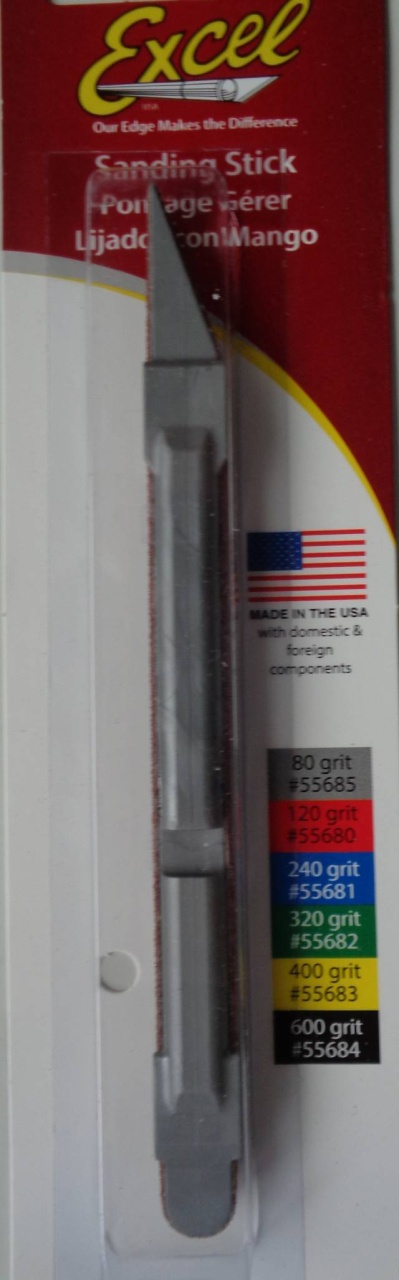 Excel
USA
Our Edge Makes the Difference
Sanding Stick
Ponçage Gérer
Lijado con Mango
MADE IN THE USA
with domestic &
foreign
components
80 grit
#55685
120 grit
#55680
240 grit
#55681
320 grit
#55682
400 grit
#55683
600 grit
#55684